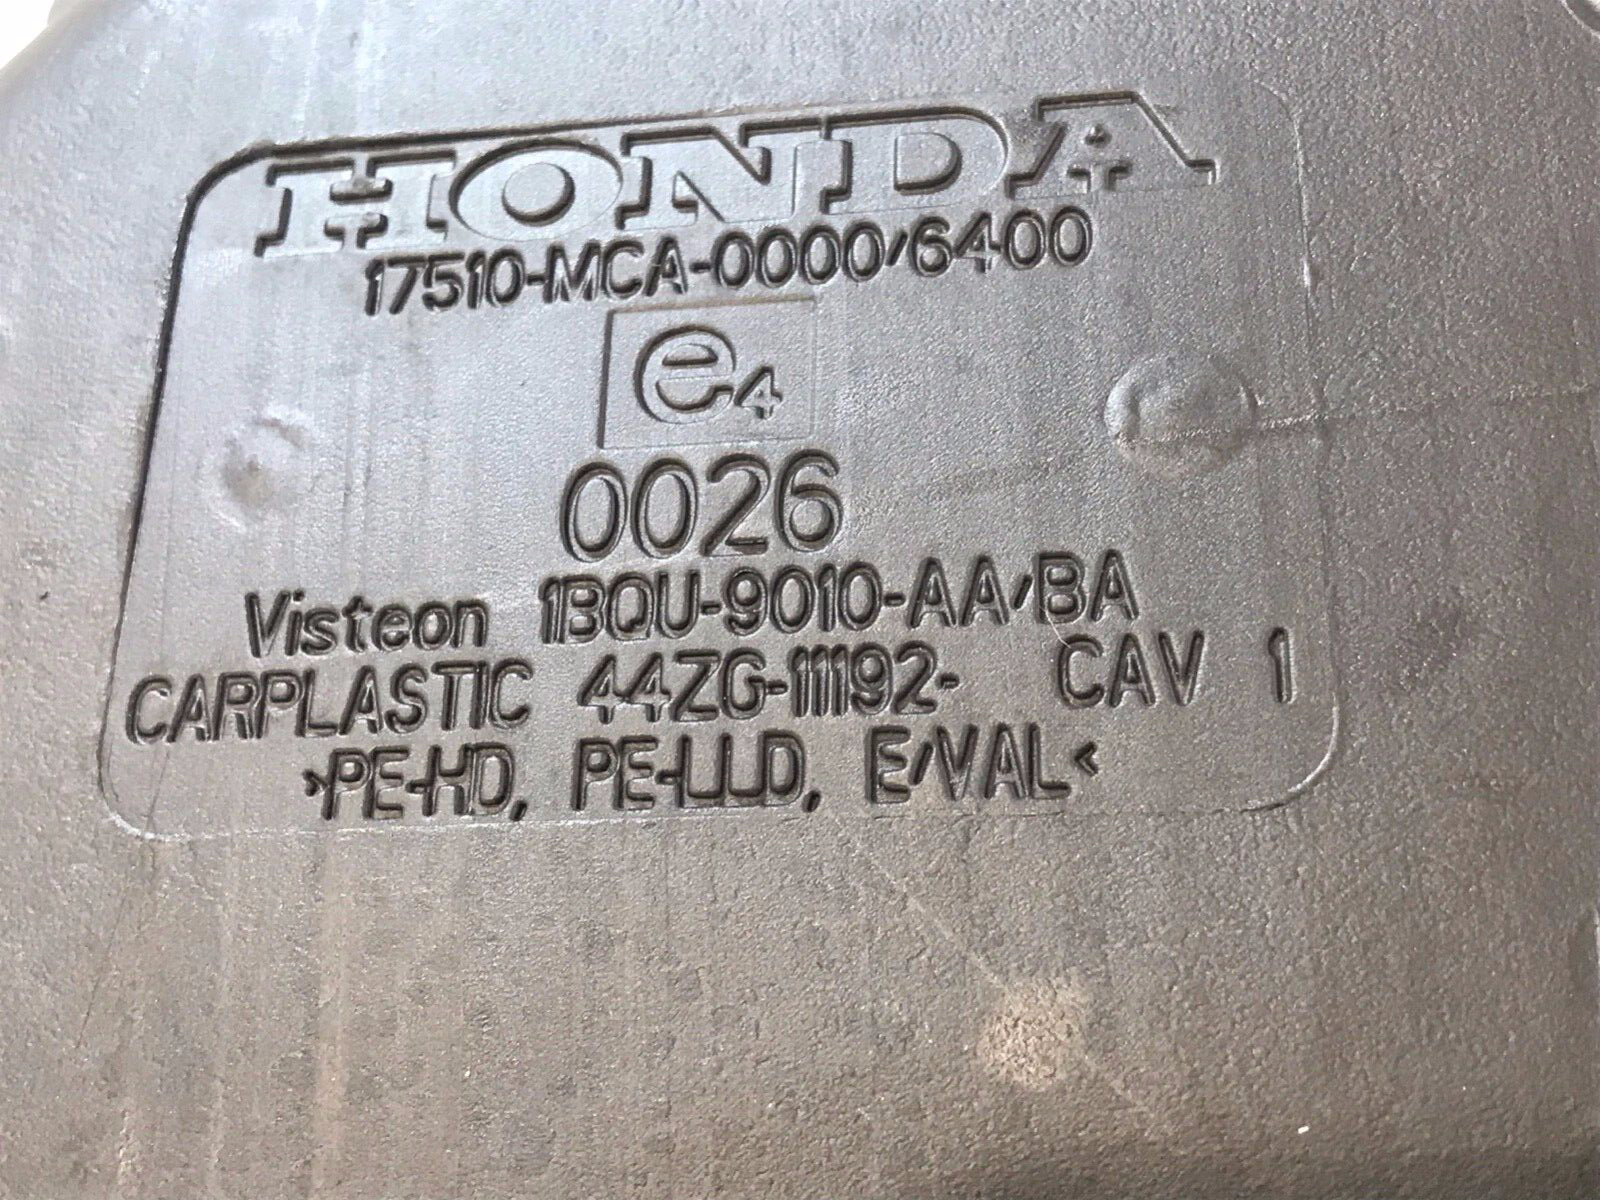 HONDA
17510-MCA-0000/6400
e4
0026
Visteon 1BQU-9010-AA/BA
CARPLASTIC 44ZG-11192- CAV 1
>PE-HD, PE-LLD, E/VAL<